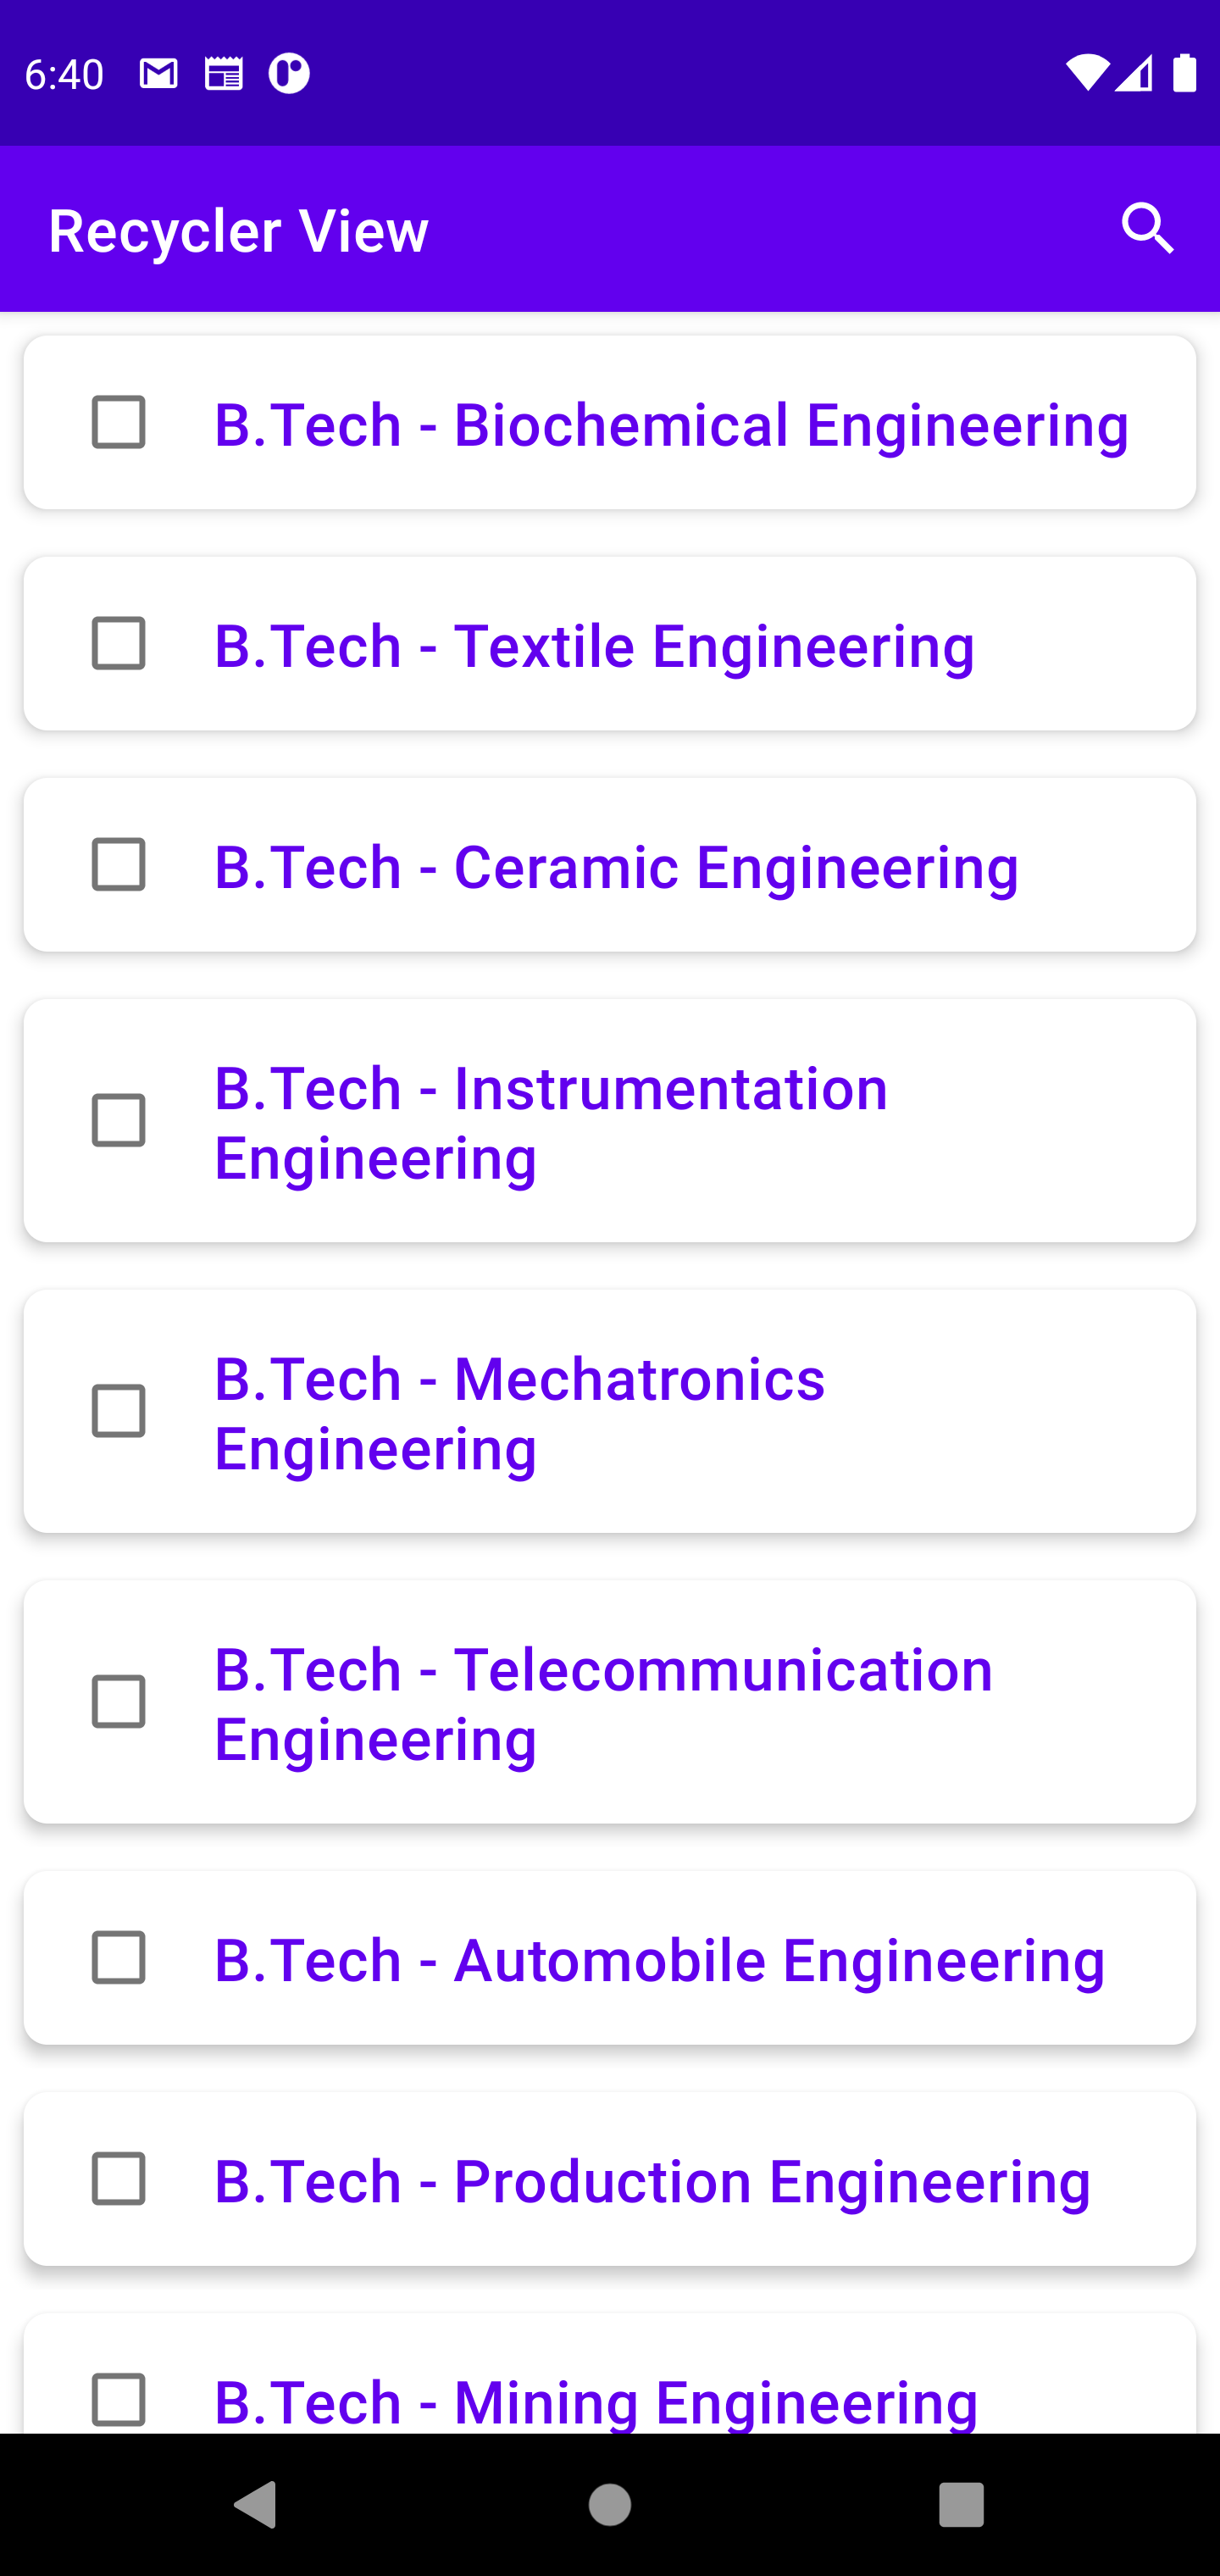 6:40
Recycler View
B.Tech - Biochemical Engineering
B.Tech - Textile Engineering
B.Tech - Ceramic Engineering
B.Tech - Instrumentation
Engineering
B.Tech - Mechatronics
Engineering
B.Tech - Telecommunication
Engineering
B.Tech - Automobile Engineering
B.Tech - Production Engineering
B.Tech - Mining Engineering